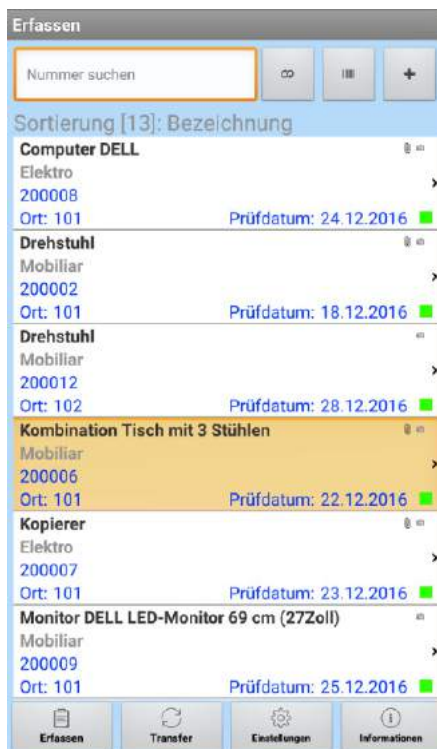 Erfassen
Nummer suchen
Sortierung [13]: Bezeichnung
Computer DELL
Elektro
200008
Ort: 101 Prüfdatum: 24.12.2016
Drehstuhl
Mobiliar
200002
Ort: 101 Prüfdatum: 18.12.2016
Drehstuhl
Mobiliar
200012
Ort: 102 Prüfdatum: 28.12.2016
Kombination Tisch mit 3 Stühlen
Mobiliar
200006
Ort: 101 Prüfdatum: 22.12.2016
Kopierer
Elektro
200007
Ort: 101 Prüfdatum: 23.12.2016
Monitor DELL LED-Monitor 69 cm (27Zoll)
Mobiliar
200009
Ort: 101 Prüfdatum: 25.12.2016
Erfassen Transfer Einstellungen Informationen